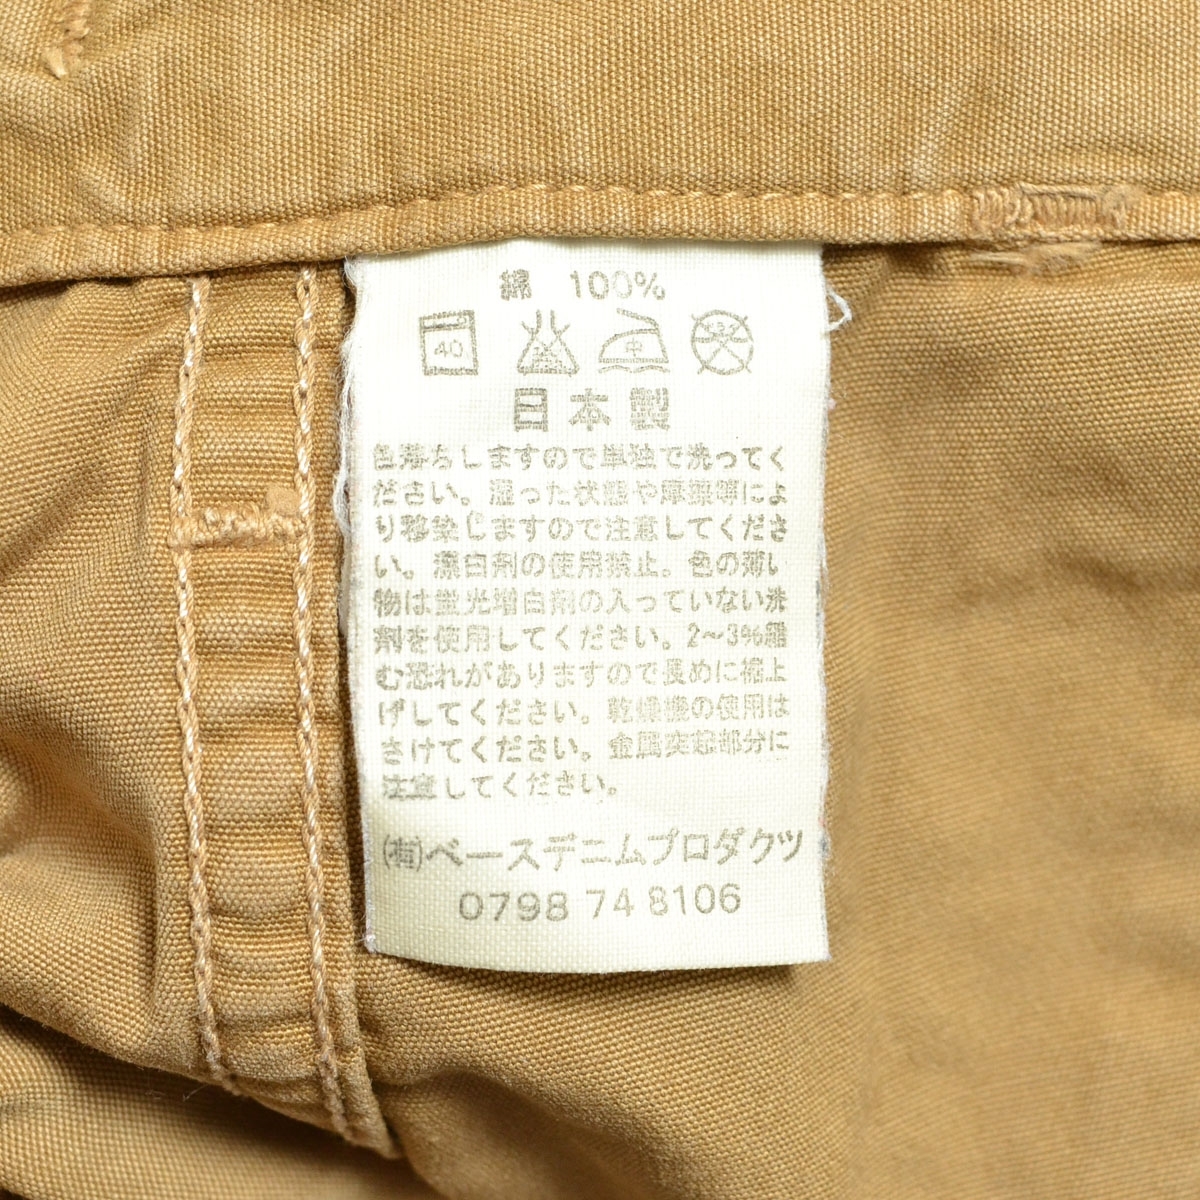 綿 100%
40 中
日本製
色落ちしますので単独で洗ってく
ださい。湿った状態や摩擦等によ
り移染しますので注意してくださ
い。漂白剤の使用禁止。色の薄い
物は蛍光増白剤の入っていない洗
剤を使用してください。2〜3%縮
む恐れがありますので長めに裾上
げしてください。乾燥機の使用は
さけてください。金属突起部分に
注意してください。
(有)ベースデニムプロダクツ
0798 74 8106